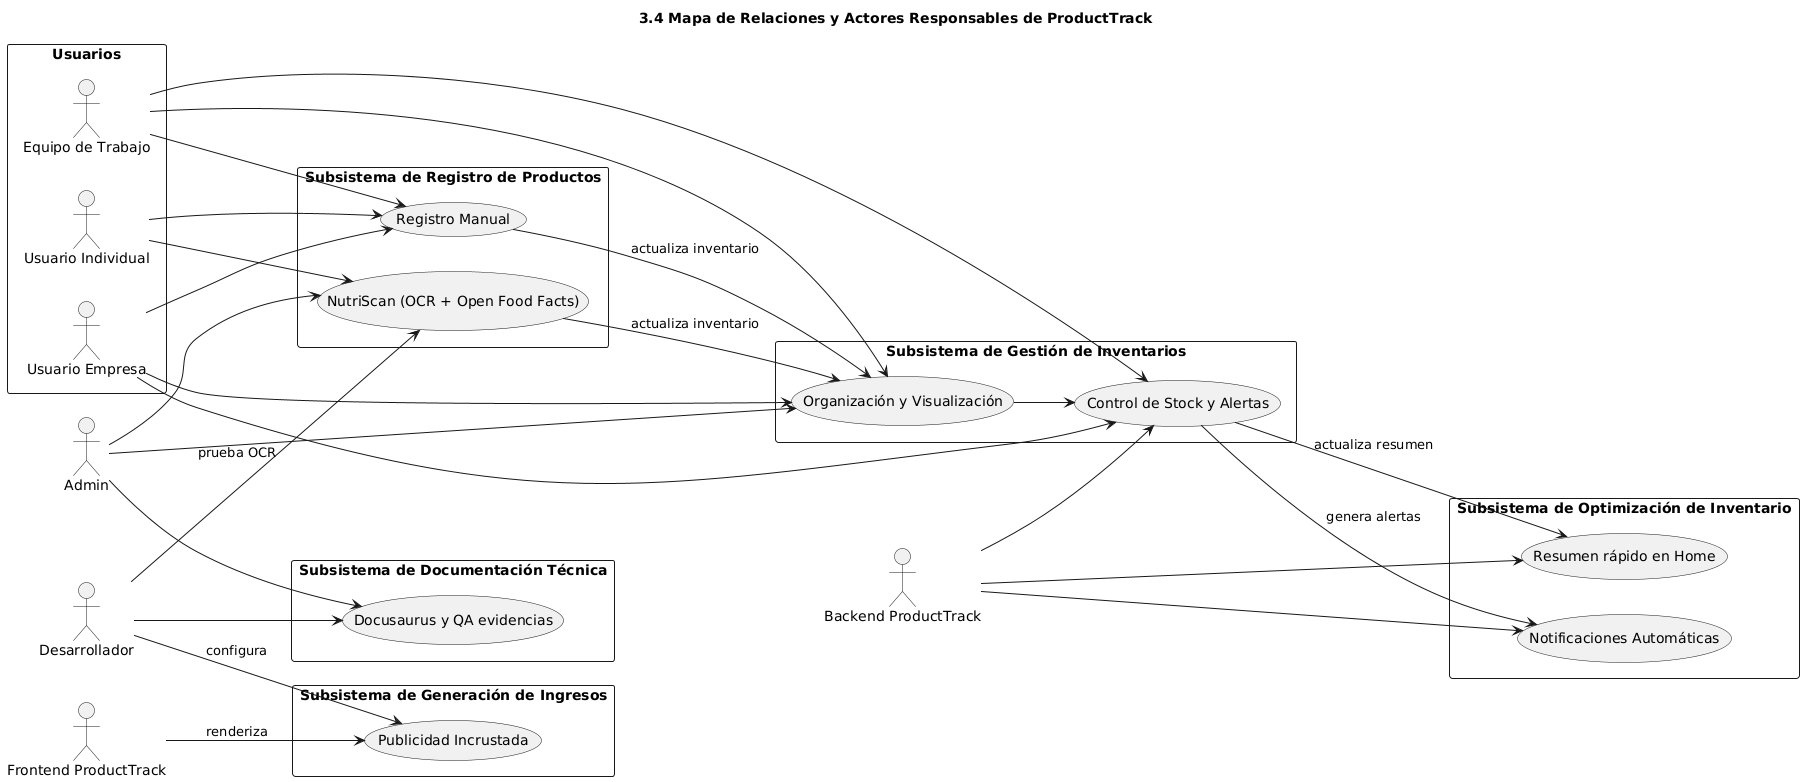 3.4 Mapa de Relaciones y Actores Responsables de ProductTrack
Usuarios
Equipo de Trabajo
Usuario Individual
Usuario Empresa
Subsistema de Registro de Productos
Registro Manual
NutriScan (OCR + Open Food Facts)
actualiza inventario
actualiza inventario
Subsistema de Gestión de Inventarios
Organización y Visualización
Control de Stock y Alertas
Admin
prueba OCR
actualiza resumen
genera alertas
Subsistema de Optimización de Inventario
Resumen rápido en Home
Notificaciones Automáticas
Backend ProductTrack
Subsistema de Documentación Técnica
Docusaurus y QA evidencias
Desarrollador
configura
Subsistema de Generación de Ingresos
Publicidad Incrustada
renderiza
Frontend ProductTrack